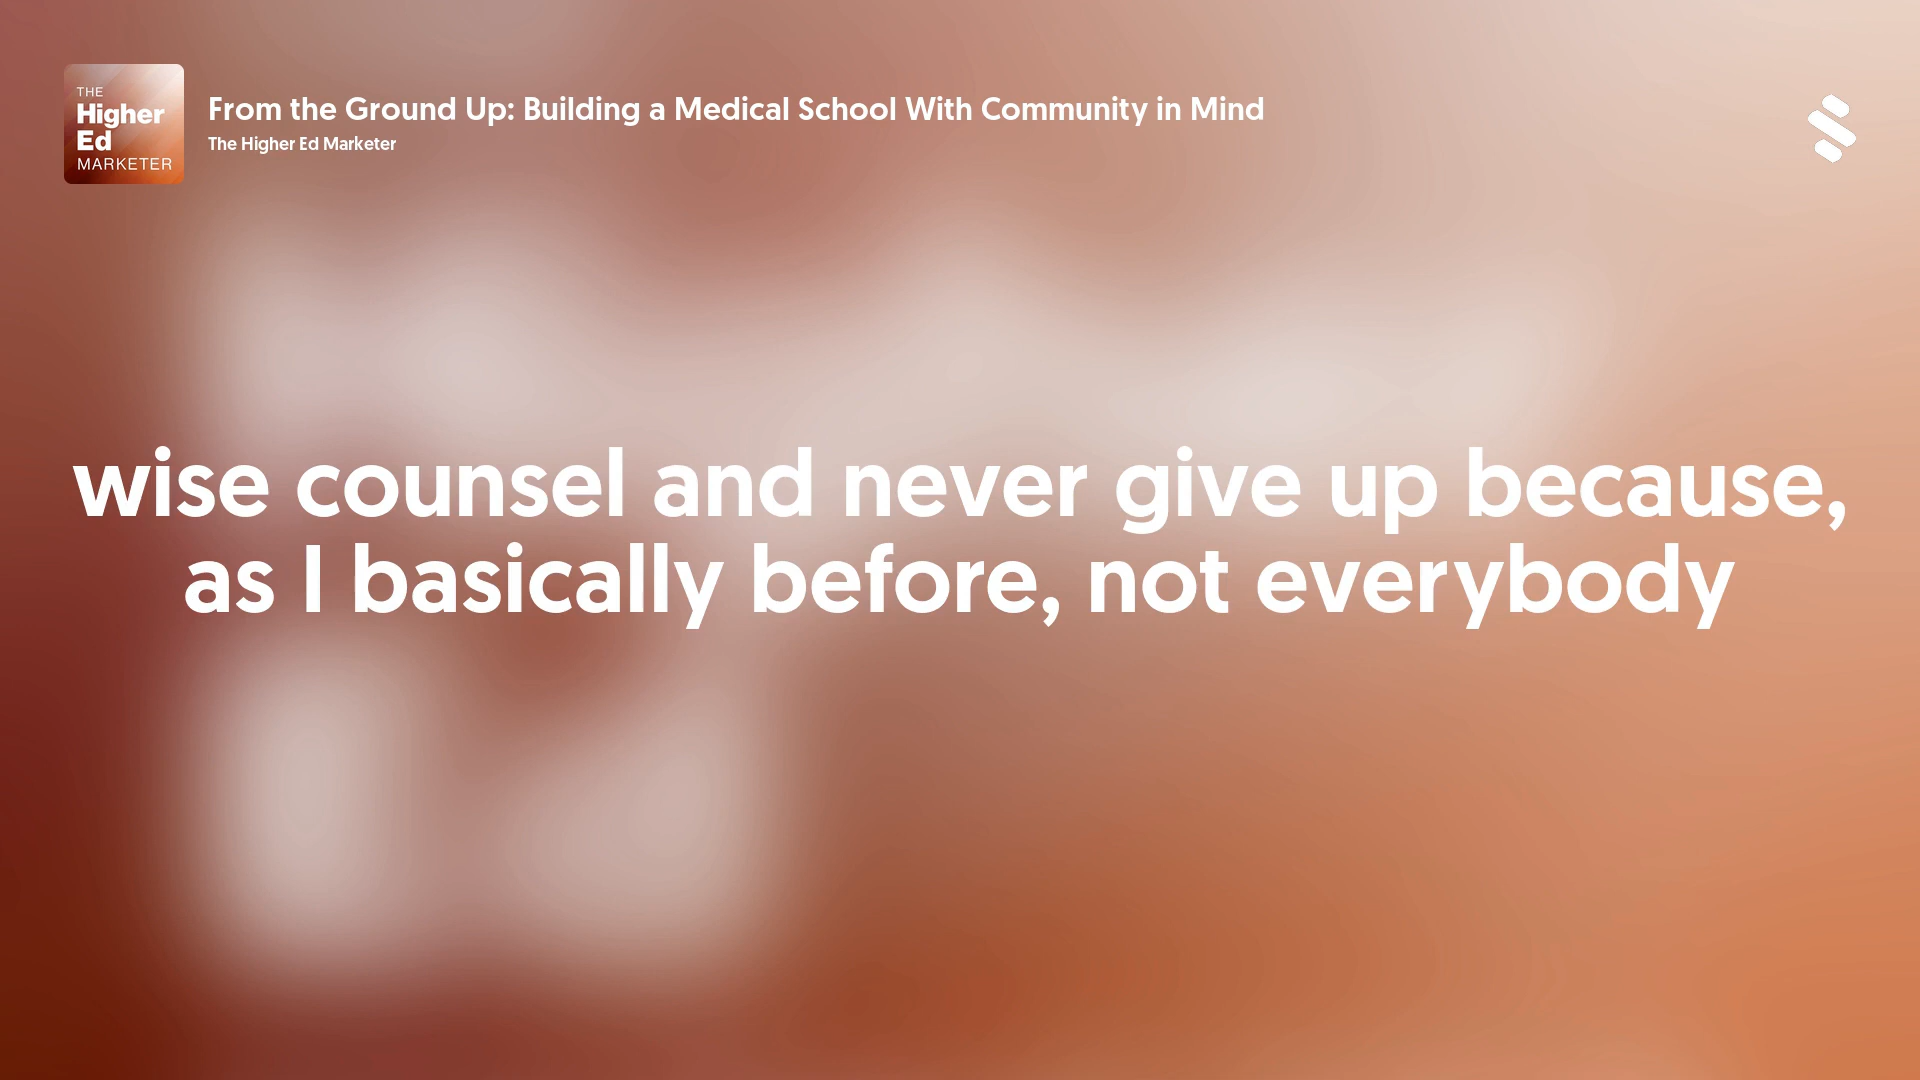 THE
Higher
Ed
MARKETER
From the Ground Up: Building a Medical School With Community in Mind
The Higher Ed Marketer
wise counsel and never give up because,
as I basically before, not everybody